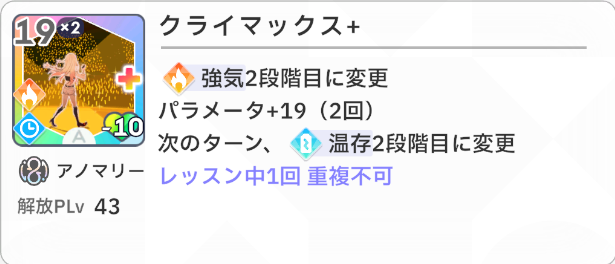 クライマックス+
19 ×2
強気2段階目に変更
パラメータ+19（2回）
次のターン、温存2段階目に変更
レッスン中1回 重複不可
A
-10
アノマリー
解放PLv 43